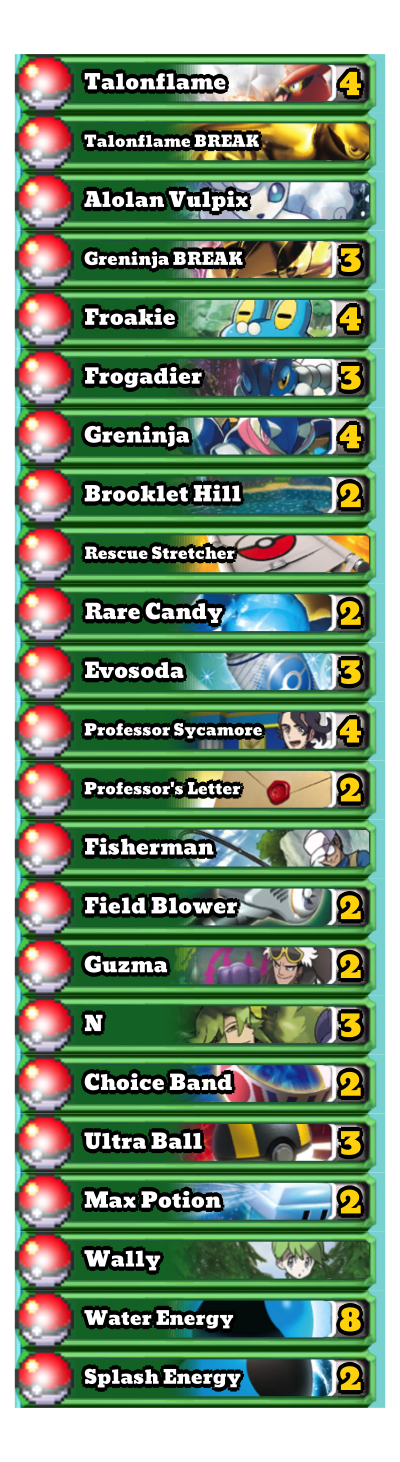 Talonflame 4
Talonflame BREAK
Alolan Vulpix
Greninja BREAK 3
Froakie 4
Frogadier 3
Greninja 4
Brooklet Hill 2
Rescue Stretcher
Rare Candy 2
Evosoda 3
Professor Sycamore 4
Professor's Letter 2
Fisherman
Field Blower 2
Guzma 2
N 3
Choice Band 2
Ultra Ball 3
Max Potion 2
Wally
Water Energy 8
Splash Energy 2